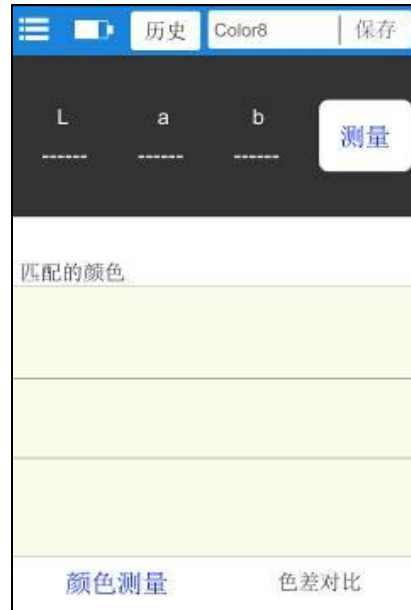 历史 Color8 保存
L a b
------ ------ ------ 测量
匹配的颜色
颜色测量 色差对比